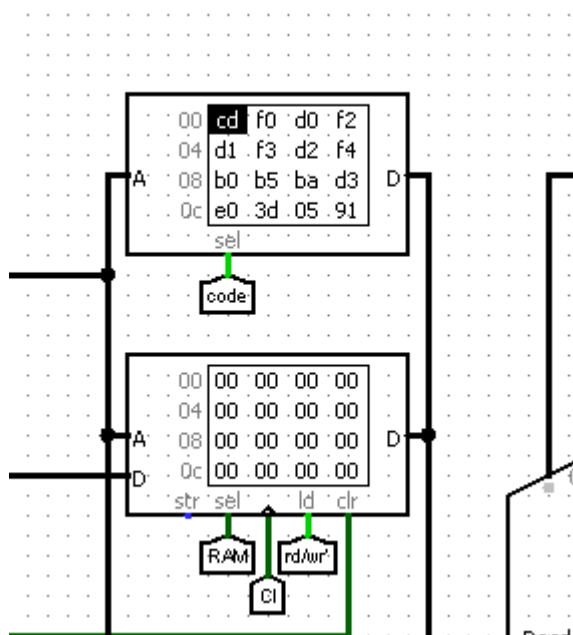 00 cd f0 d0 f2
04 d1 f3 d2 f4
A 08 b0 b5 ba d3 D
0c e0 3d 05 91
sel
code
00 00 00 00 00
04 00 00 00 00
A 08 00 00 00 00 D
D 0c 00 00 00 00
str sel ld clr
RAM rd/wr'
Cl